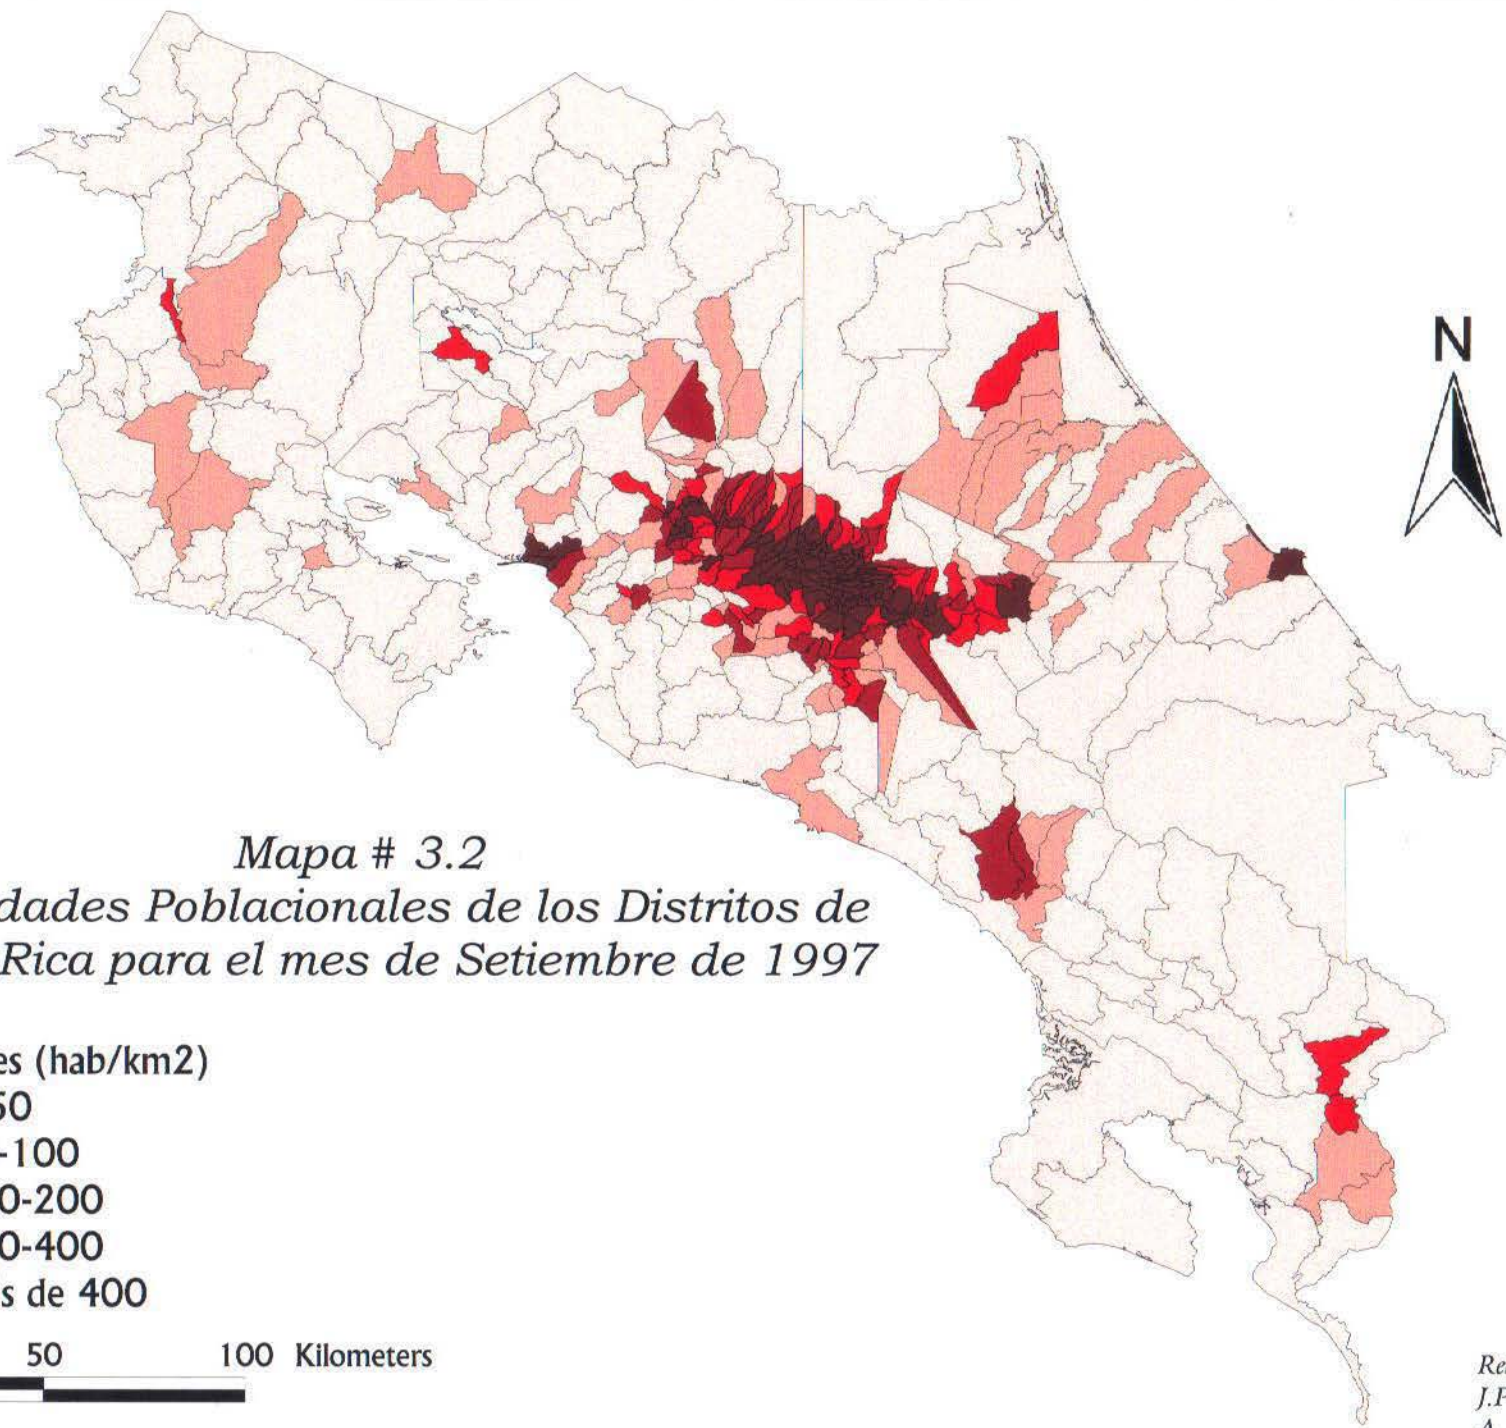 N
Mapa # 3.2
dades Poblacionales de los Distritos de
Rica para el mes de Setiembre de 1997
es (hab/km2)
50
-100
0-200
0-400
s de 400
50 100 Kilometers
Re
J.P